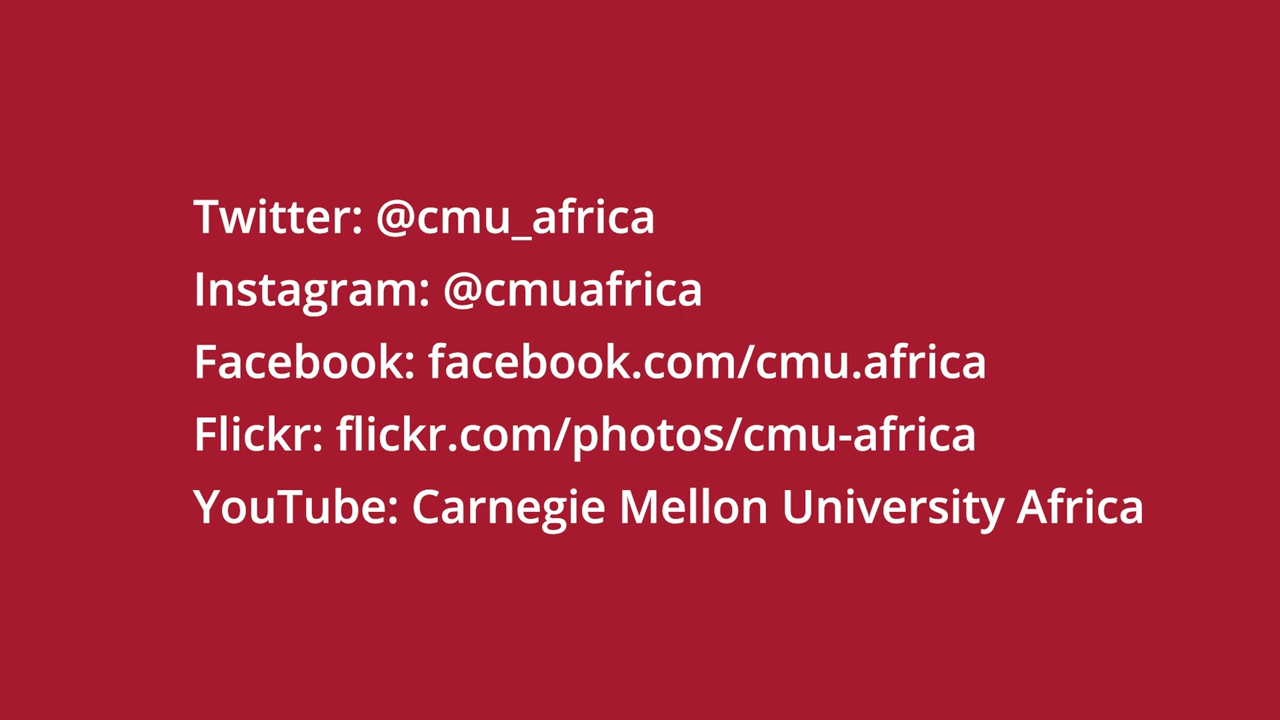 Twitter: @cmu_africa
Instagram: @cmuafrica
Facebook: facebook.com/cmu.africa
Flickr: flickr.com/photos/cmu-africa
YouTube: Carnegie Mellon University Africa